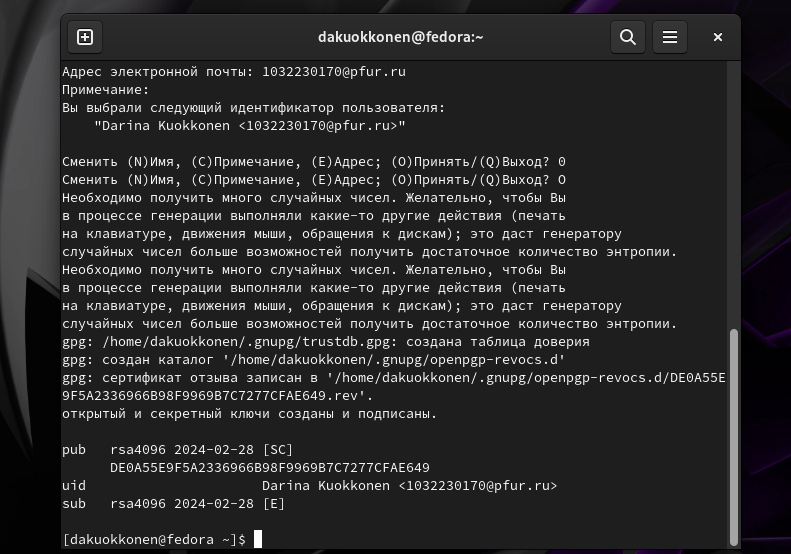 dakuokkonen@fedora:~
Адрес электронной почты: 1032230170@pfur.ru
Примечание:
Вы выбрали следующий идентификатор пользователя:
"Darina Kuokkonen <1032230170@pfur.ru>"
Сменить (N)Имя, (C)Примечание, (E)Адрес; (O)Принять/(Q)Выход? 0
Сменить (N)Имя, (C)Примечание, (E)Адрес; (O)Принять/(Q)Выход? O
Необходимо получить много случайных чисел. Желательно, чтобы Вы
в процессе генерации выполняли какие-то другие действия (печать
на клавиатуре, движения мыши, обращения к дискам); это даст генератору
случайных чисел больше возможностей получить достаточное количество энтропии.
Необходимо получить много случайных чисел. Желательно, чтобы Вы
в процессе генерации выполняли какие-то другие действия (печать
на клавиатуре, движения мыши, обращения к дискам); это даст генератору
случайных чисел больше возможностей получить достаточное количество энтропии.
gpg: /home/dakuokkonen/.gnupg/trustdb.gpg: создана таблица доверия
gpg: создан каталог '/home/dakuokkonen/.gnupg/openpgp-revocs.d'
gpg: сертификат отзыва записан в '/home/dakuokkonen/.gnupg/openpgp-revocs.d/DE0A55E
9F5A2336966B98F9969B7C7277CFAE649.rev'.
открытый и секретный ключи созданы и подписаны.
pub   rsa4096 2024-02-28 [SC]
DE0A55E9F5A2336966B98F9969B7C7277CFAE649
uid                      Darina Kuokkonen <1032230170@pfur.ru>
sub   rsa4096 2024-02-28 [E]
[dakuokkonen@fedora ~]$